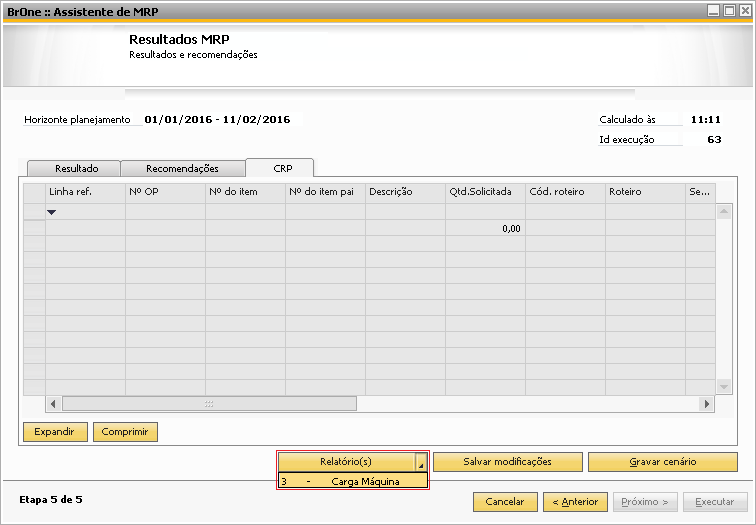 BrOne :: Assistente de MRP
Resultados MRP
Resultados e recomendações
Horizonte planejamento 01/01/2016 - 11/02/2016
Calculado às 11:11
Id execução 63
Resultado Recomendações CRP
Linha ref. Nº OP Nº do item Nº do item pai Descrição Qtd.Solicitada Cód. roteiro Roteiro Se...
0,00
Expandir Comprimir
Relatório(s) Salvar modificações Gravar cenário
3 - Carga Máquina
Etapa 5 de 5
Cancelar < Anterior Próximo > Executar